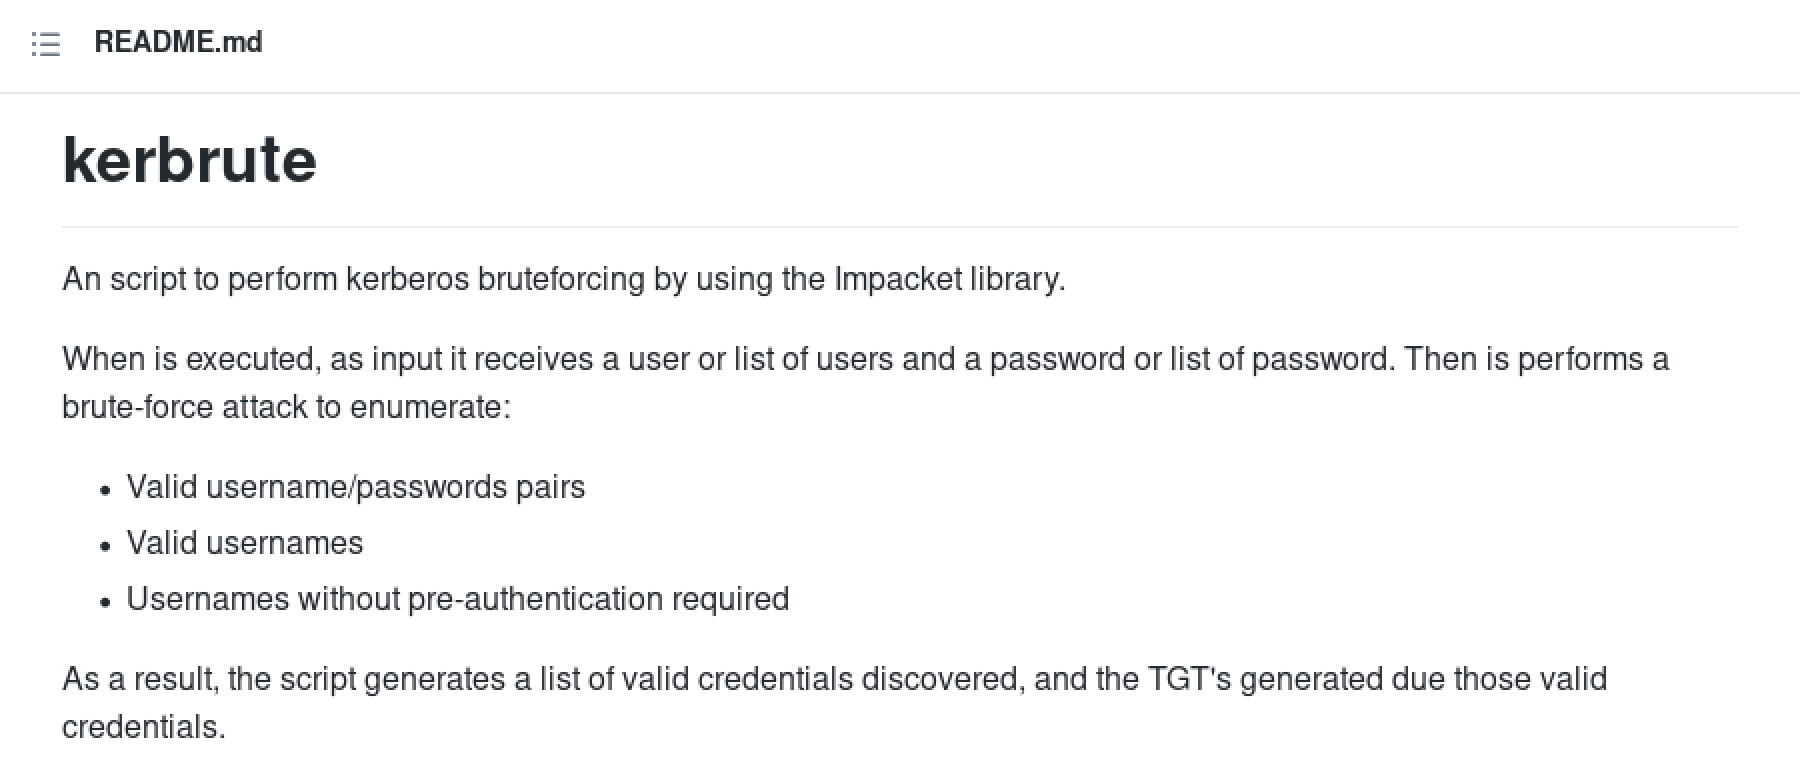 README.md
kerbrute
An script to perform kerberos bruteforcing by using the Impacket library.
When is executed, as input it receives a user or list of users and a password or list of password. Then is performs a
brute-force attack to enumerate:
• Valid username/passwords pairs
• Valid usernames
• Usernames without pre-authentication required
As a result, the script generates a list of valid credentials discovered, and the TGT's generated due those valid
credentials.